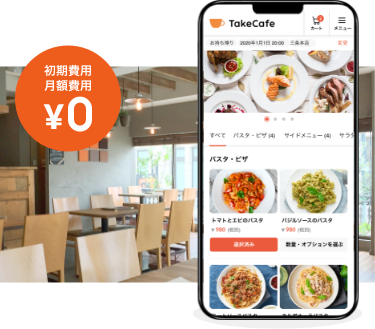 初期費用
月額費用
¥0
TakeCafe
カート
メニュー
お持ち帰り 2020年1月1日 20:00 三条本店 変更
すべて パスタ・ピザ (4) サイドメニュー (4) サラダ
パスタ・ピザ
トマトとエビのパスタ
バジルソースのパスタ
¥980 (税別)
¥980 (税別)
選択済み
数量・オプションを選ぶ